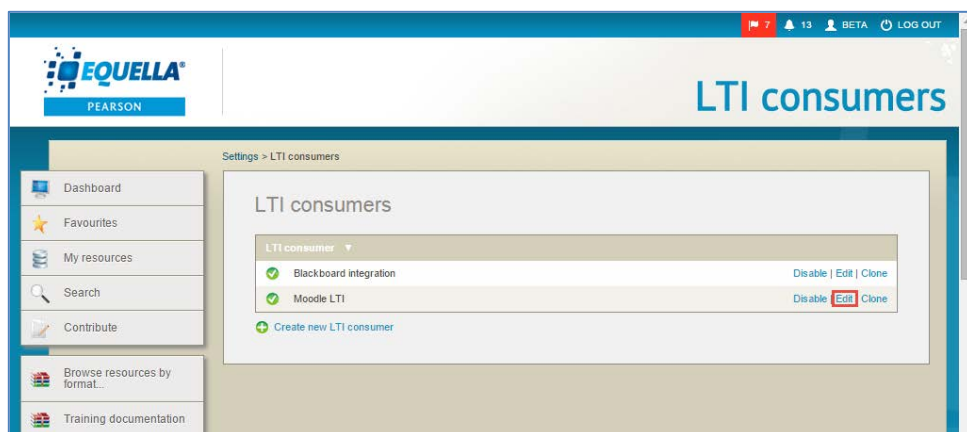 7 13 BETA LOG OUT
EQUELLA®
PEARSON
LTI consumers
Settings > LTI consumers
Dashboard
Favourites
My resources
Search
Contribute
Browse resources by
format...
Training documentation
LTI consumers
LTI consumer
Blackboard integration Disable | Edit | Clone
Moodle LTI Disable | Edit | Clone
Create new LTI consumer